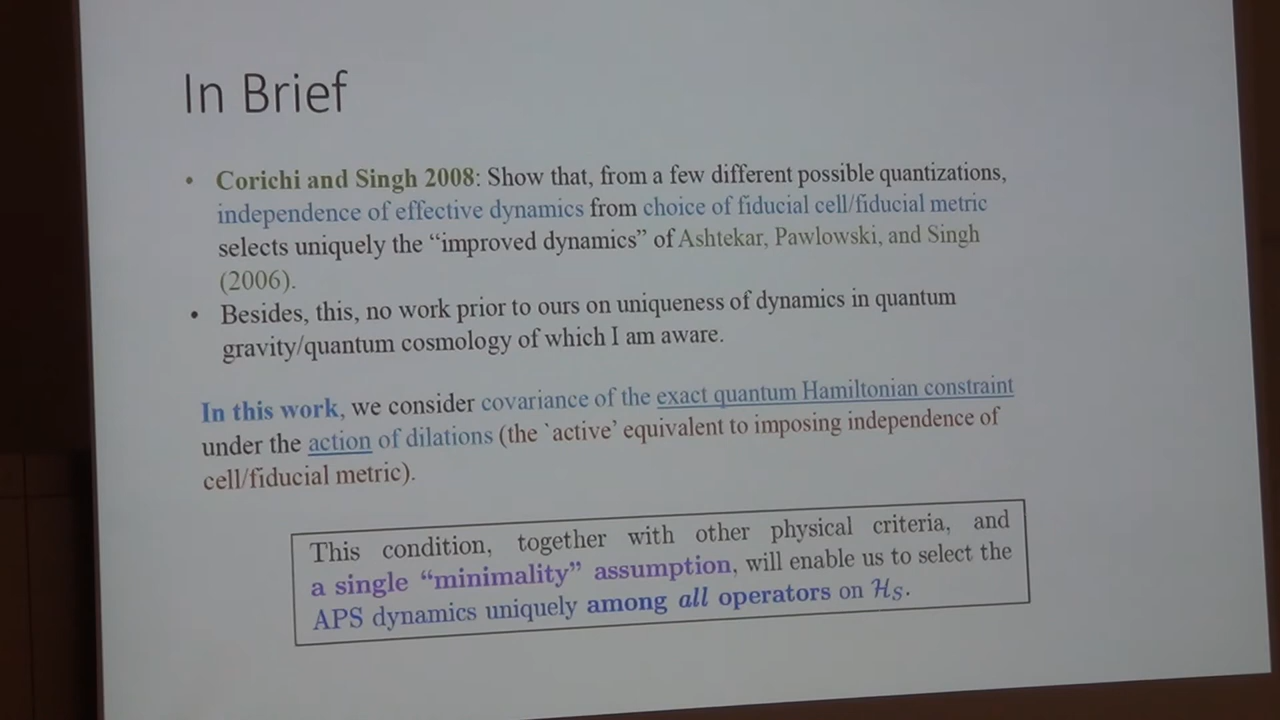 In Brief
• Corichi and Singh 2008: Show that, from a few different possible quantizations,
independence of effective dynamics from choice of fiducial cell/fiducial metric
selects uniquely the “improved dynamics” of Ashtekar, Pawlowski, and Singh
(2006).
• Besides, this, no work prior to ours on uniqueness of dynamics in quantum
gravity/quantum cosmology of which I am aware.
In this work, we consider covariance of the exact quantum Hamiltonian constraint
under the action of dilations (the `active’ equivalent to imposing independence of
cell/fiducial metric).
This condition, together with other physical criteria, and
a single “minimality” assumption, will enable us to select the
APS dynamics uniquely among all operators on ℋS.